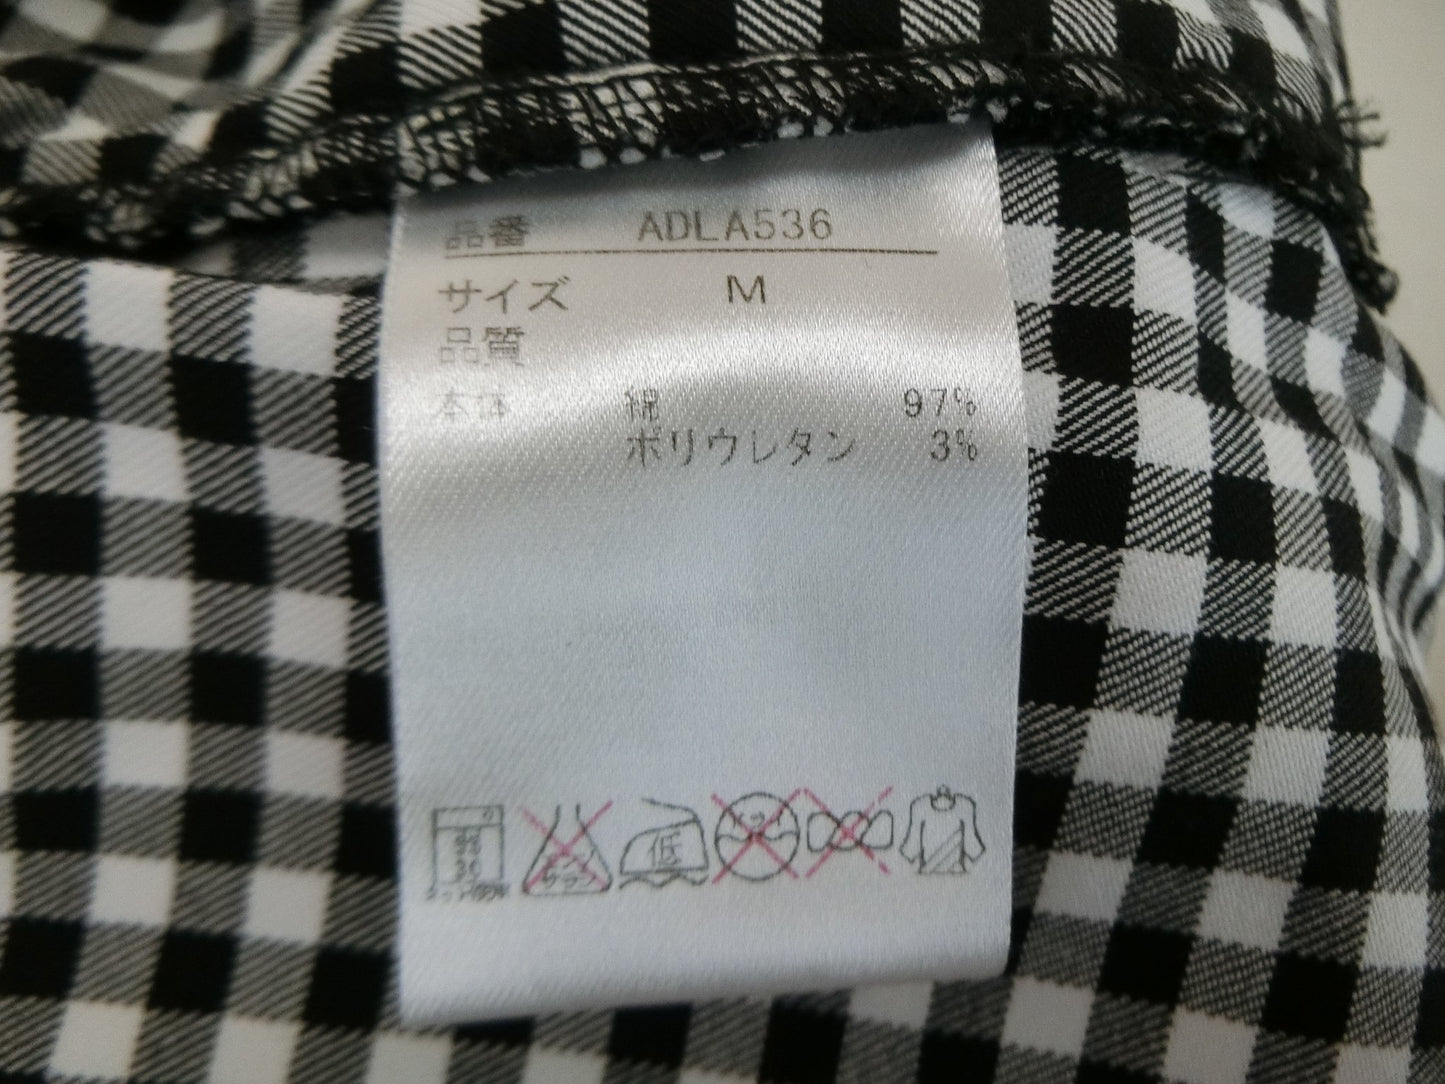 品番 ADLA536
サイズ M
品質
本体 綿 97%
ポリウレタン 3%
低